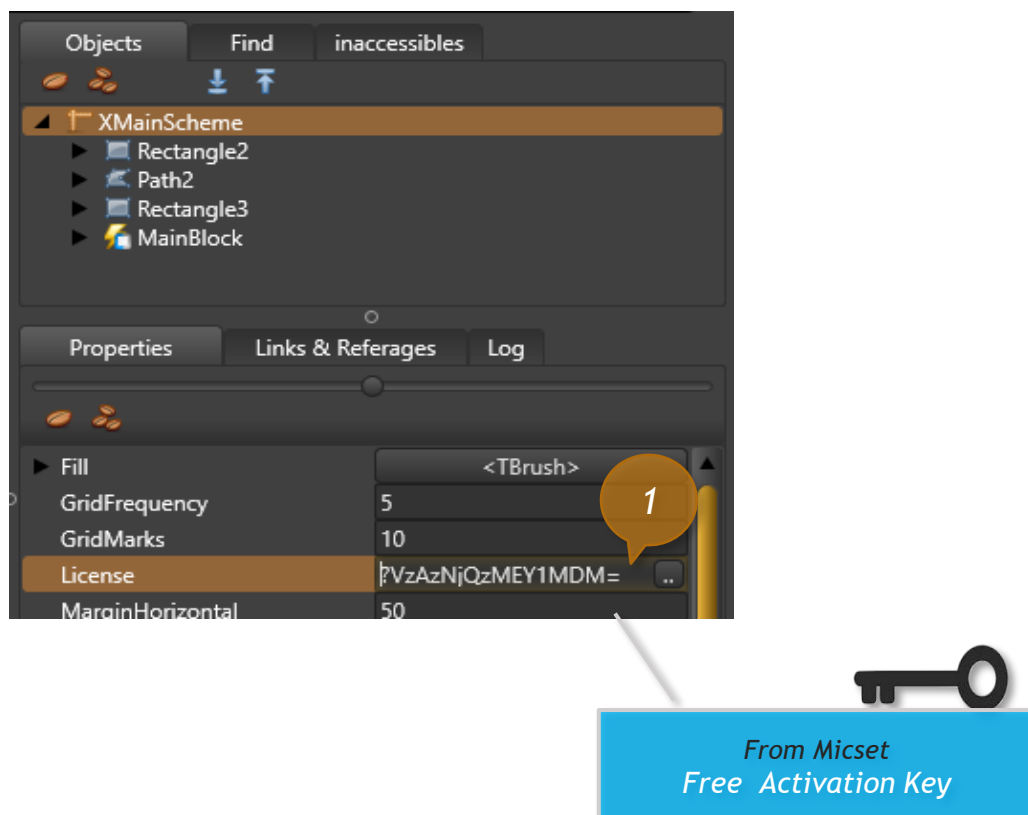 Objects Find inaccessibles
XMainScheme
Rectangle2
Path2
Rectangle3
MainBlock
Properties Links & Referages Log
Fill <TBrush>
GridFrequency 5
1
GridMarks 10
License ?VzAzNjQzMEY1MDM= ..
MarginHorizontal 50
From Micset
Free Activation Key